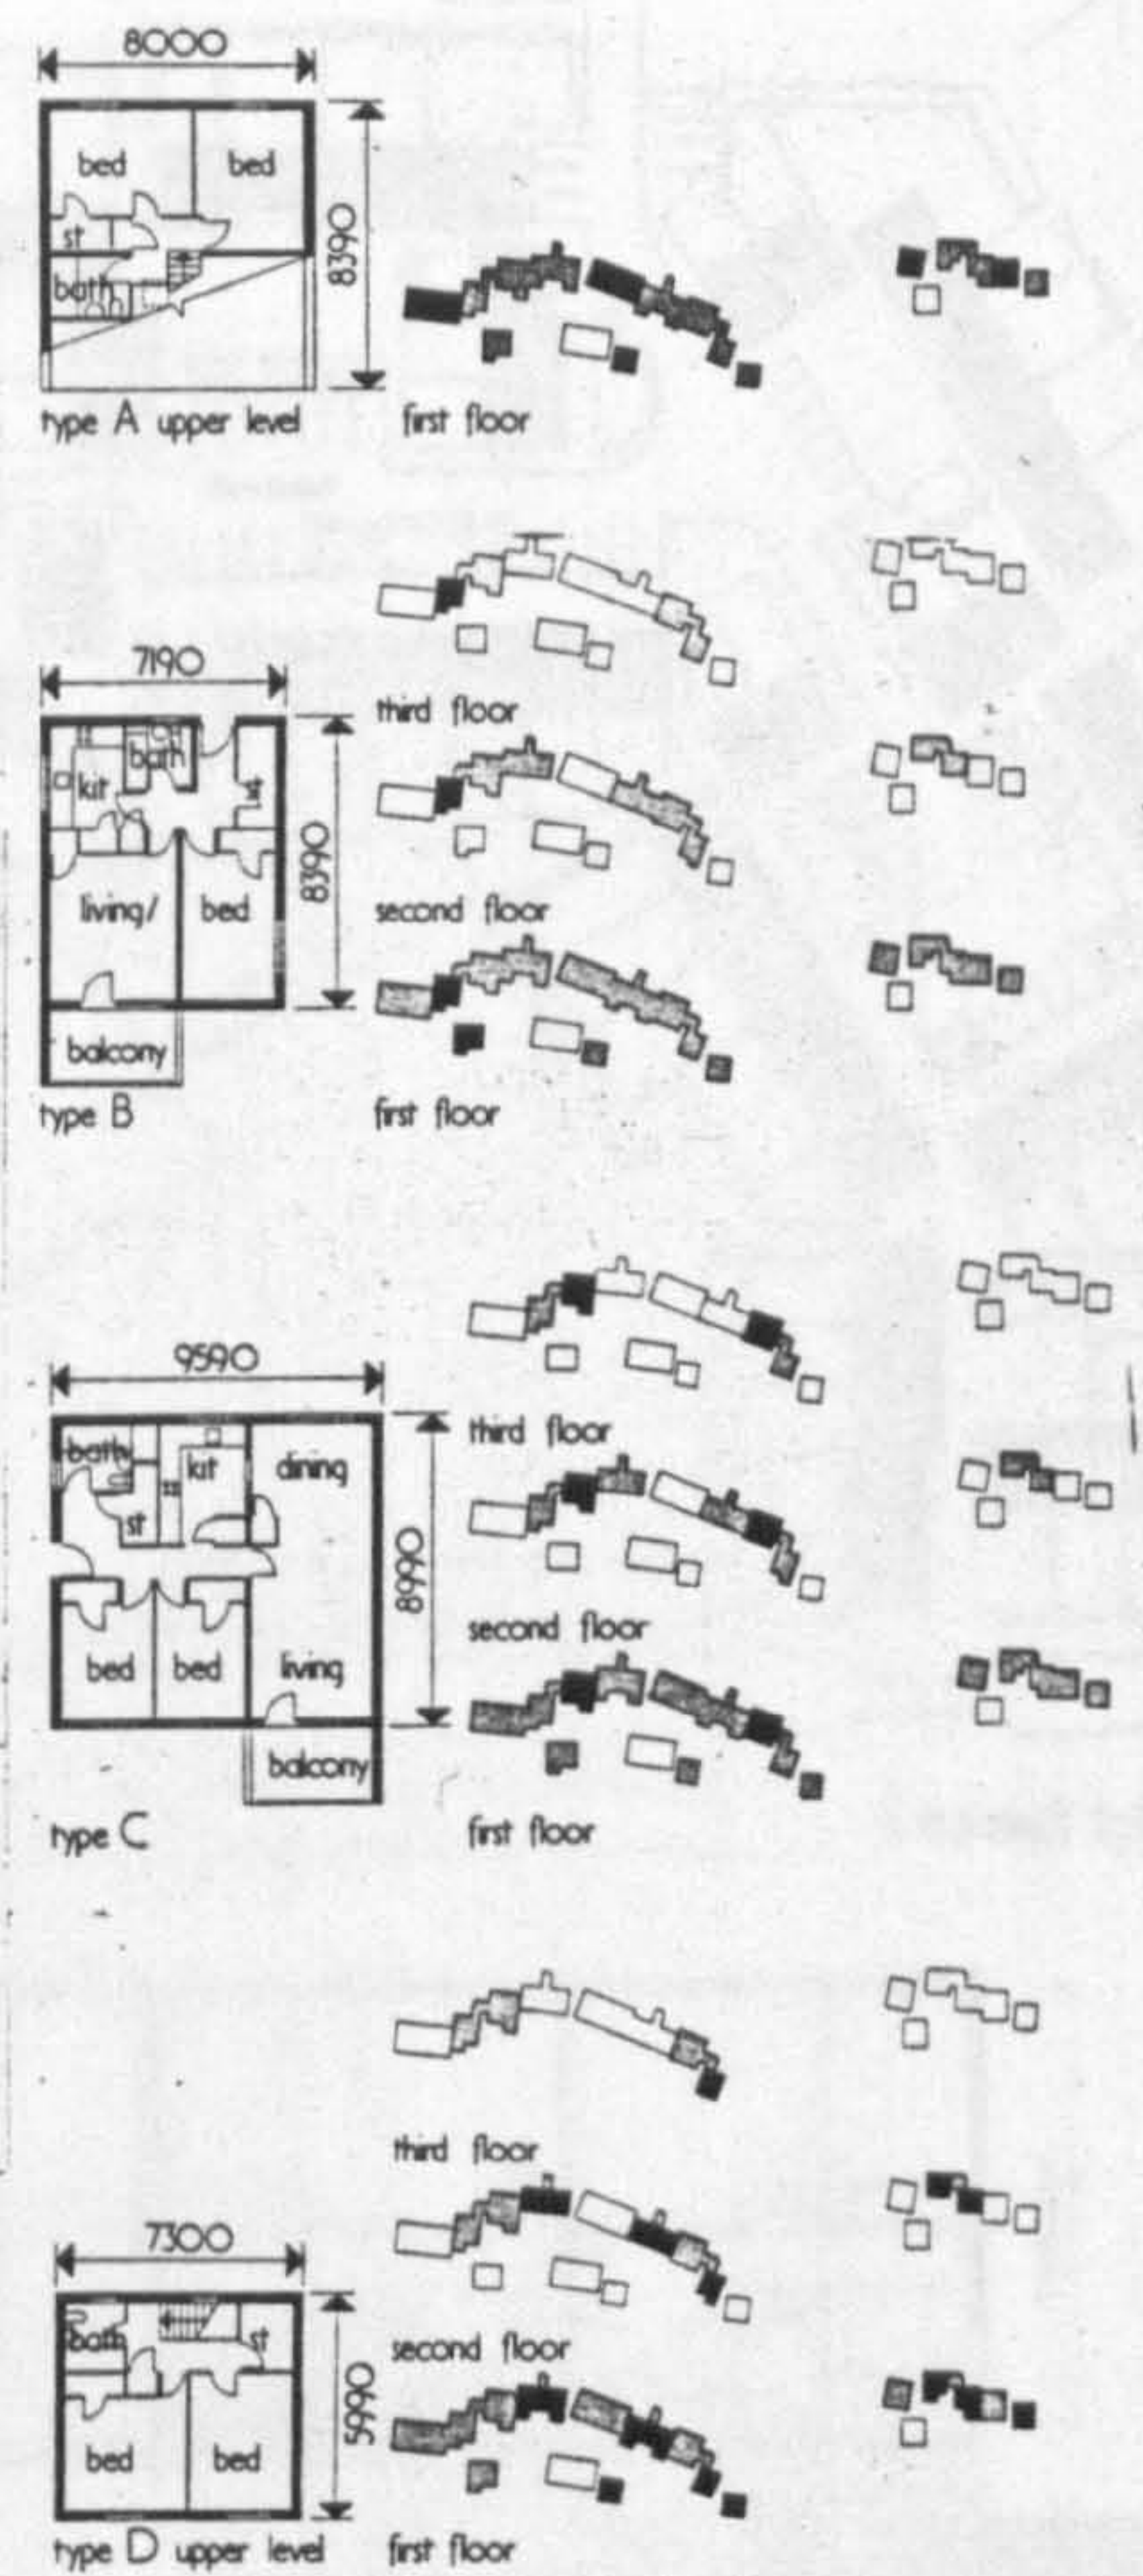 8000
bed bed
st
bath
8390
type A upper level
first floor
third floor
7190
bath
kit st
8390
living/ bed
second floor
balcony
type B
first floor
9590
third floor
bath kit dining
st
8990
second floor
bed bed living
balcony
type C
first floor
third floor
7300
bath st
second floor
5990
bed bed
type D upper level
first floor